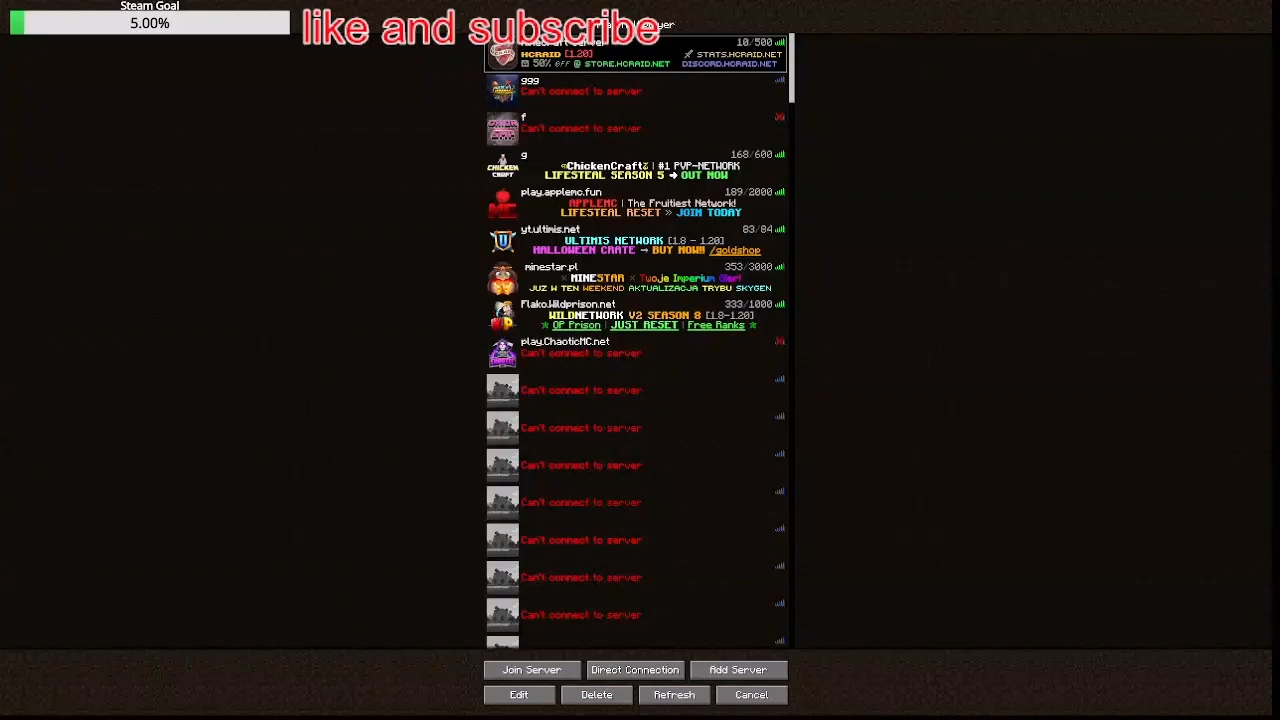 Steam Goal
5.00%
like and subscribe
Minecraft Server 10/500
HCRAID [1.20] STATS.HCRAID.NET
50% OFF @ STORE.HCRAID.NET DISCORD.HCRAID.NET
ggg
Can't connect to server
f
Can't connect to server
g 168/600
ChickenCraft | #1 PVP-NETWORK
LIFESTEAL SEASON 5 → OUT NOW
play.applemc.fun 189/2000
APPLEMC | The Fruitiest Network!
LIFESTEAL RESET » JOIN TODAY
yt.ultimis.net 83/84
ULTIMIS NETWORK [1.8 - 1.20]
HALLOWEEN CRATE → BUY NOW!! /goldshop
minestar.pl 353/3000
× MINESTAR × Twoje Imperium Gier!
JUZ W TEN WEEKEND AKTUALIZACJA TRYBU SKYGEN
Flako.Wildprison.net 333/1000
WILDNETWORK V2 SEASON 8 [1.8-1.20]
★ OP Prison | JUST RESET | Free Ranks ★
play.ChaoticMC.net
Can't connect to server
Can't connect to server
Can't connect to server
Can't connect to server
Can't connect to server
Can't connect to server
Can't connect to server
Can't connect to server
Join Server Direct Connection Add Server
Edit Delete Refresh Cancel